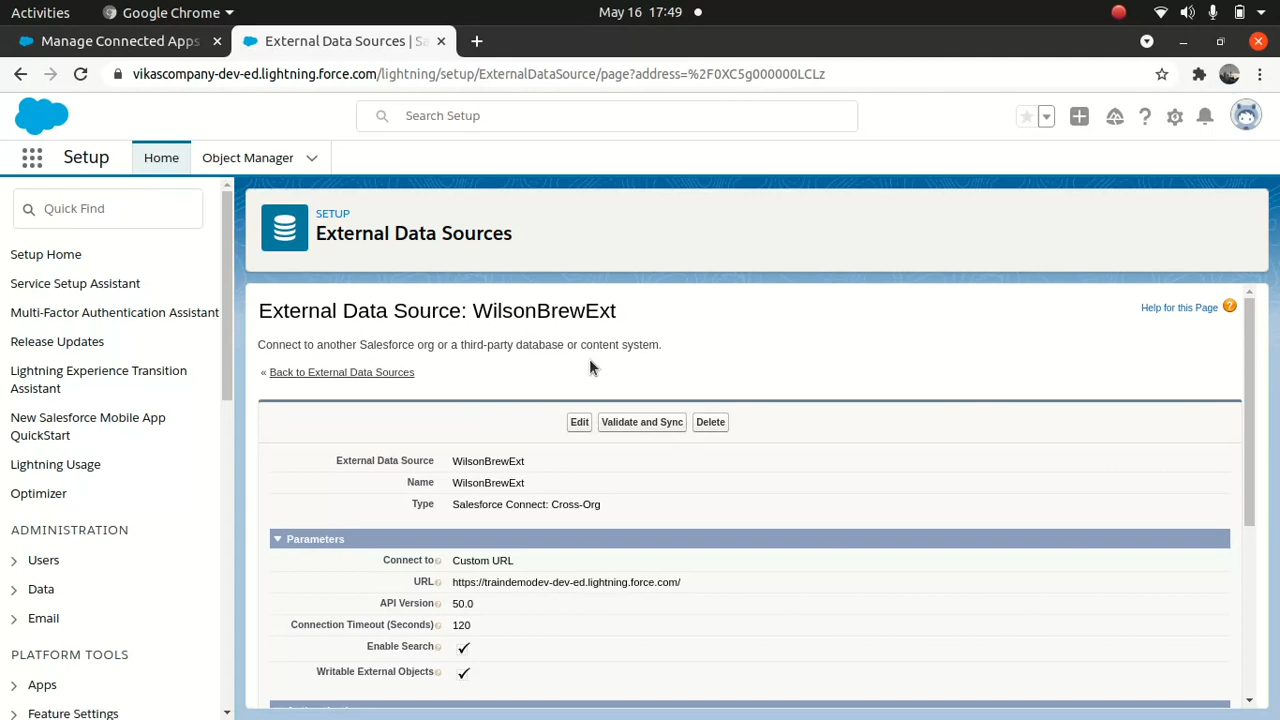 Activities
Google Chrome
May 16 17:49
Manage Connected Apps
External Data Sources | Sa
vikascompany-dev-ed.lightning.force.com/lightning/setup/ExternalDataSource/page?address=%2F0XC5g000000LCLz
Search Setup
Setup
Home
Object Manager
Quick Find
Setup Home
Service Setup Assistant
Multi-Factor Authentication Assistant
Release Updates
Lightning Experience Transition
Assistant
New Salesforce Mobile App
QuickStart
Lightning Usage
Optimizer
ADMINISTRATION
Users
Data
Email
PLATFORM TOOLS
Apps
Feature Settings
SETUP
External Data Sources
External Data Source: WilsonBrewExt
Help for this Page
Connect to another Salesforce org or a third-party database or content system.
« Back to External Data Sources
Edit Validate and Sync Delete
External Data Source WilsonBrewExt
Name WilsonBrewExt
Type Salesforce Connect: Cross-Org
Parameters
Connect to Custom URL
URL https://traindemodev-dev-ed.lightning.force.com/
API Version 50.0
Connection Timeout (Seconds) 120
Enable Search
Writable External Objects